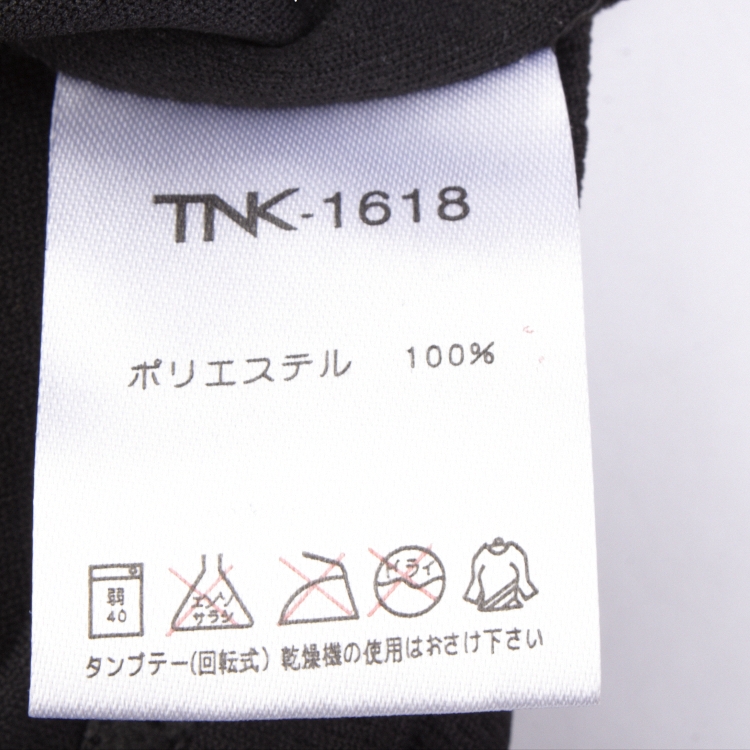 TNK-1618
ポリエステル 100%
弱
40
エンソ
サラシ
ドライ
タンブテー(回転式) 乾燥機の使用はおさけ下さい